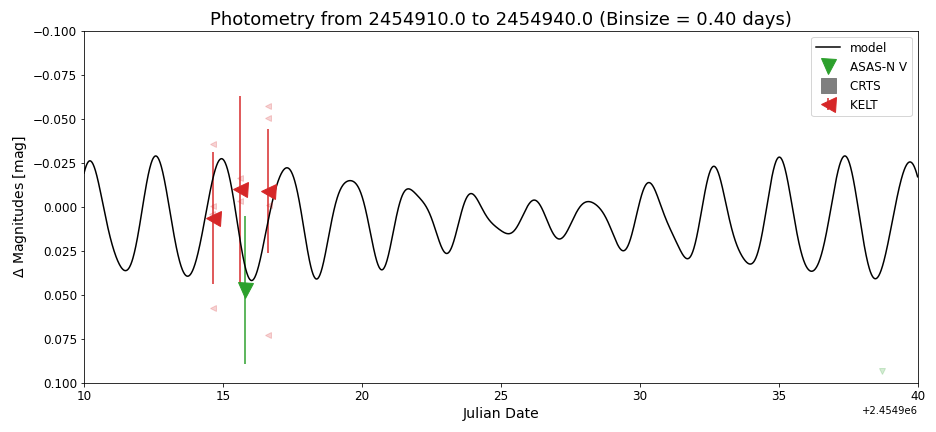 Photometry from 2454910.0 to 2454940.0 (Binsize = 0.40 days)
−0.100
−0.075
−0.050
−0.025
0.000
0.025
0.050
0.075
0.100
Δ Magnitudes [mag]
model
ASAS-N V
CRTS
KELT
10
15
20
25
30
35
40
+2.4549e6
Julian Date